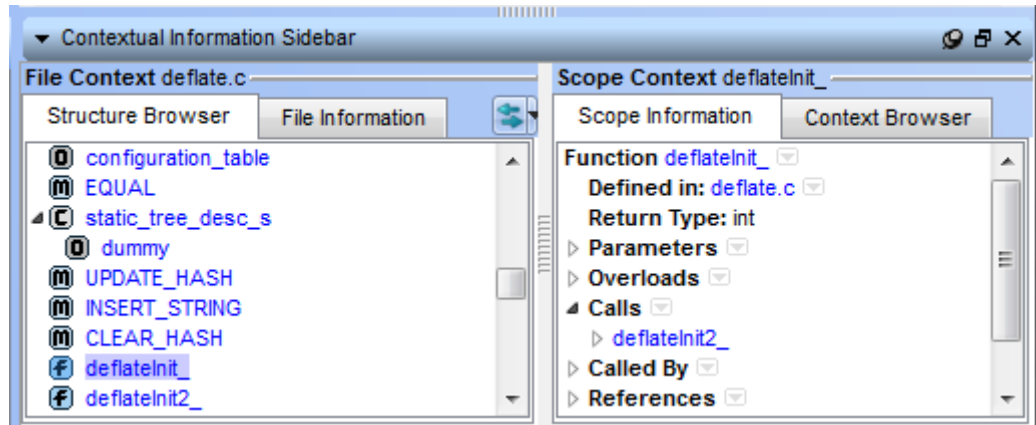 Contextual Information Sidebar
File Context deflate.c
Structure Browser
File Information
O configuration_table
M EQUAL
C static_tree_desc_s
O dummy
M UPDATE_HASH
M INSERT_STRING
M CLEAR_HASH
F deflateInit_
F deflateInit2_
Scope Context deflateInit_
Scope Information
Context Browser
Function deflateInit_
Defined in: deflate.c
Return Type: int
Parameters
Overloads
Calls
deflateInit2_
Called By
References